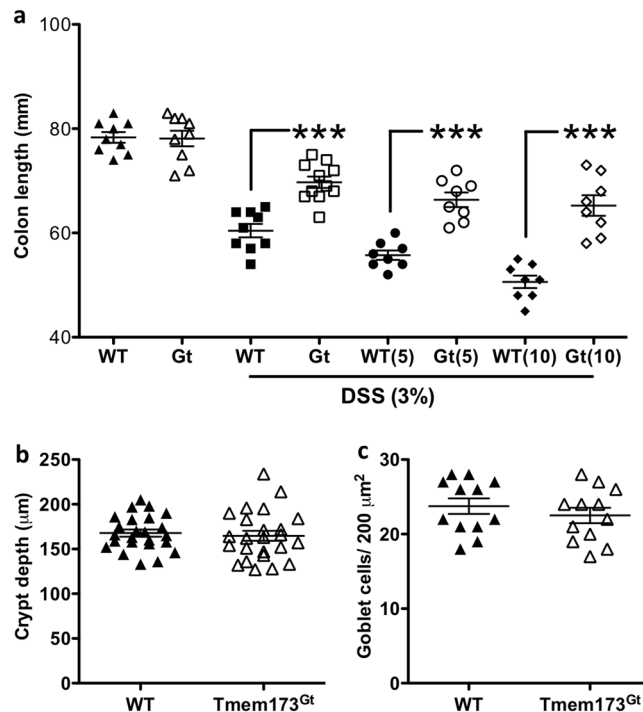 a
Colon length (mm)
100
80
60
40
*** *** ***
WT Gt WT Gt WT(5) Gt(5) WT(10) Gt(10)
DSS (3%)
b
Crypt depth (μm)
250
200
150
100
50
0
WT Tmem173Gt
c
Goblet cells/ 200 μm2
30
20
10
0
WT Tmem173Gt